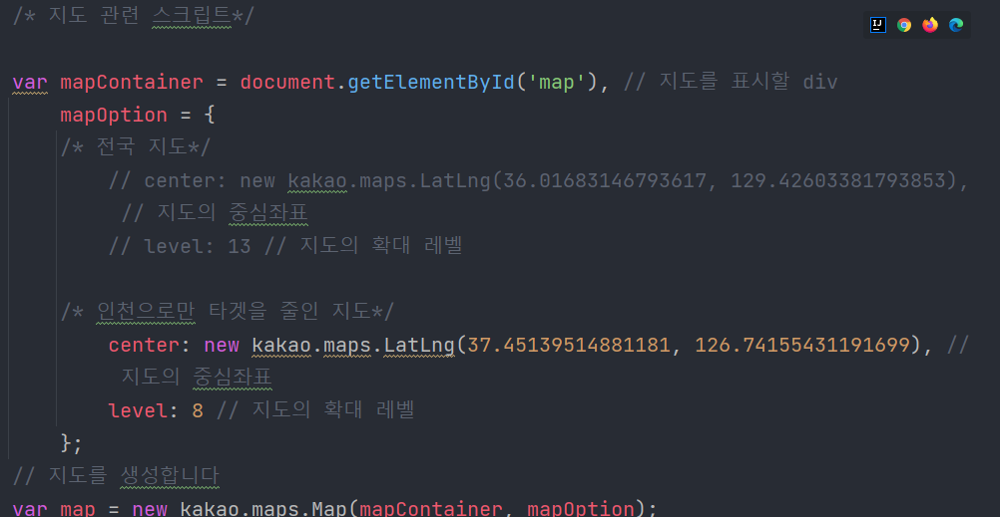 /* 지도 관련 스크립트*/
IJ
var mapContainer = document.getElementById('map'), // 지도를 표시할 div
mapOption = {
/* 전국 지도*/
// center: new kakao.maps.LatLng(36.01683146793617, 129.42603381793853),
// 지도의 중심좌표
// level: 13 // 지도의 확대 레벨
/* 인천으로만 타겟을 줄인 지도*/
center: new kakao.maps.LatLng(37.45139514881181, 126.74155431191699), //
지도의 중심좌표
level: 8 // 지도의 확대 레벨
};
// 지도를 생성합니다
var map = new kakao.maps.Map(mapContainer, mapOption);